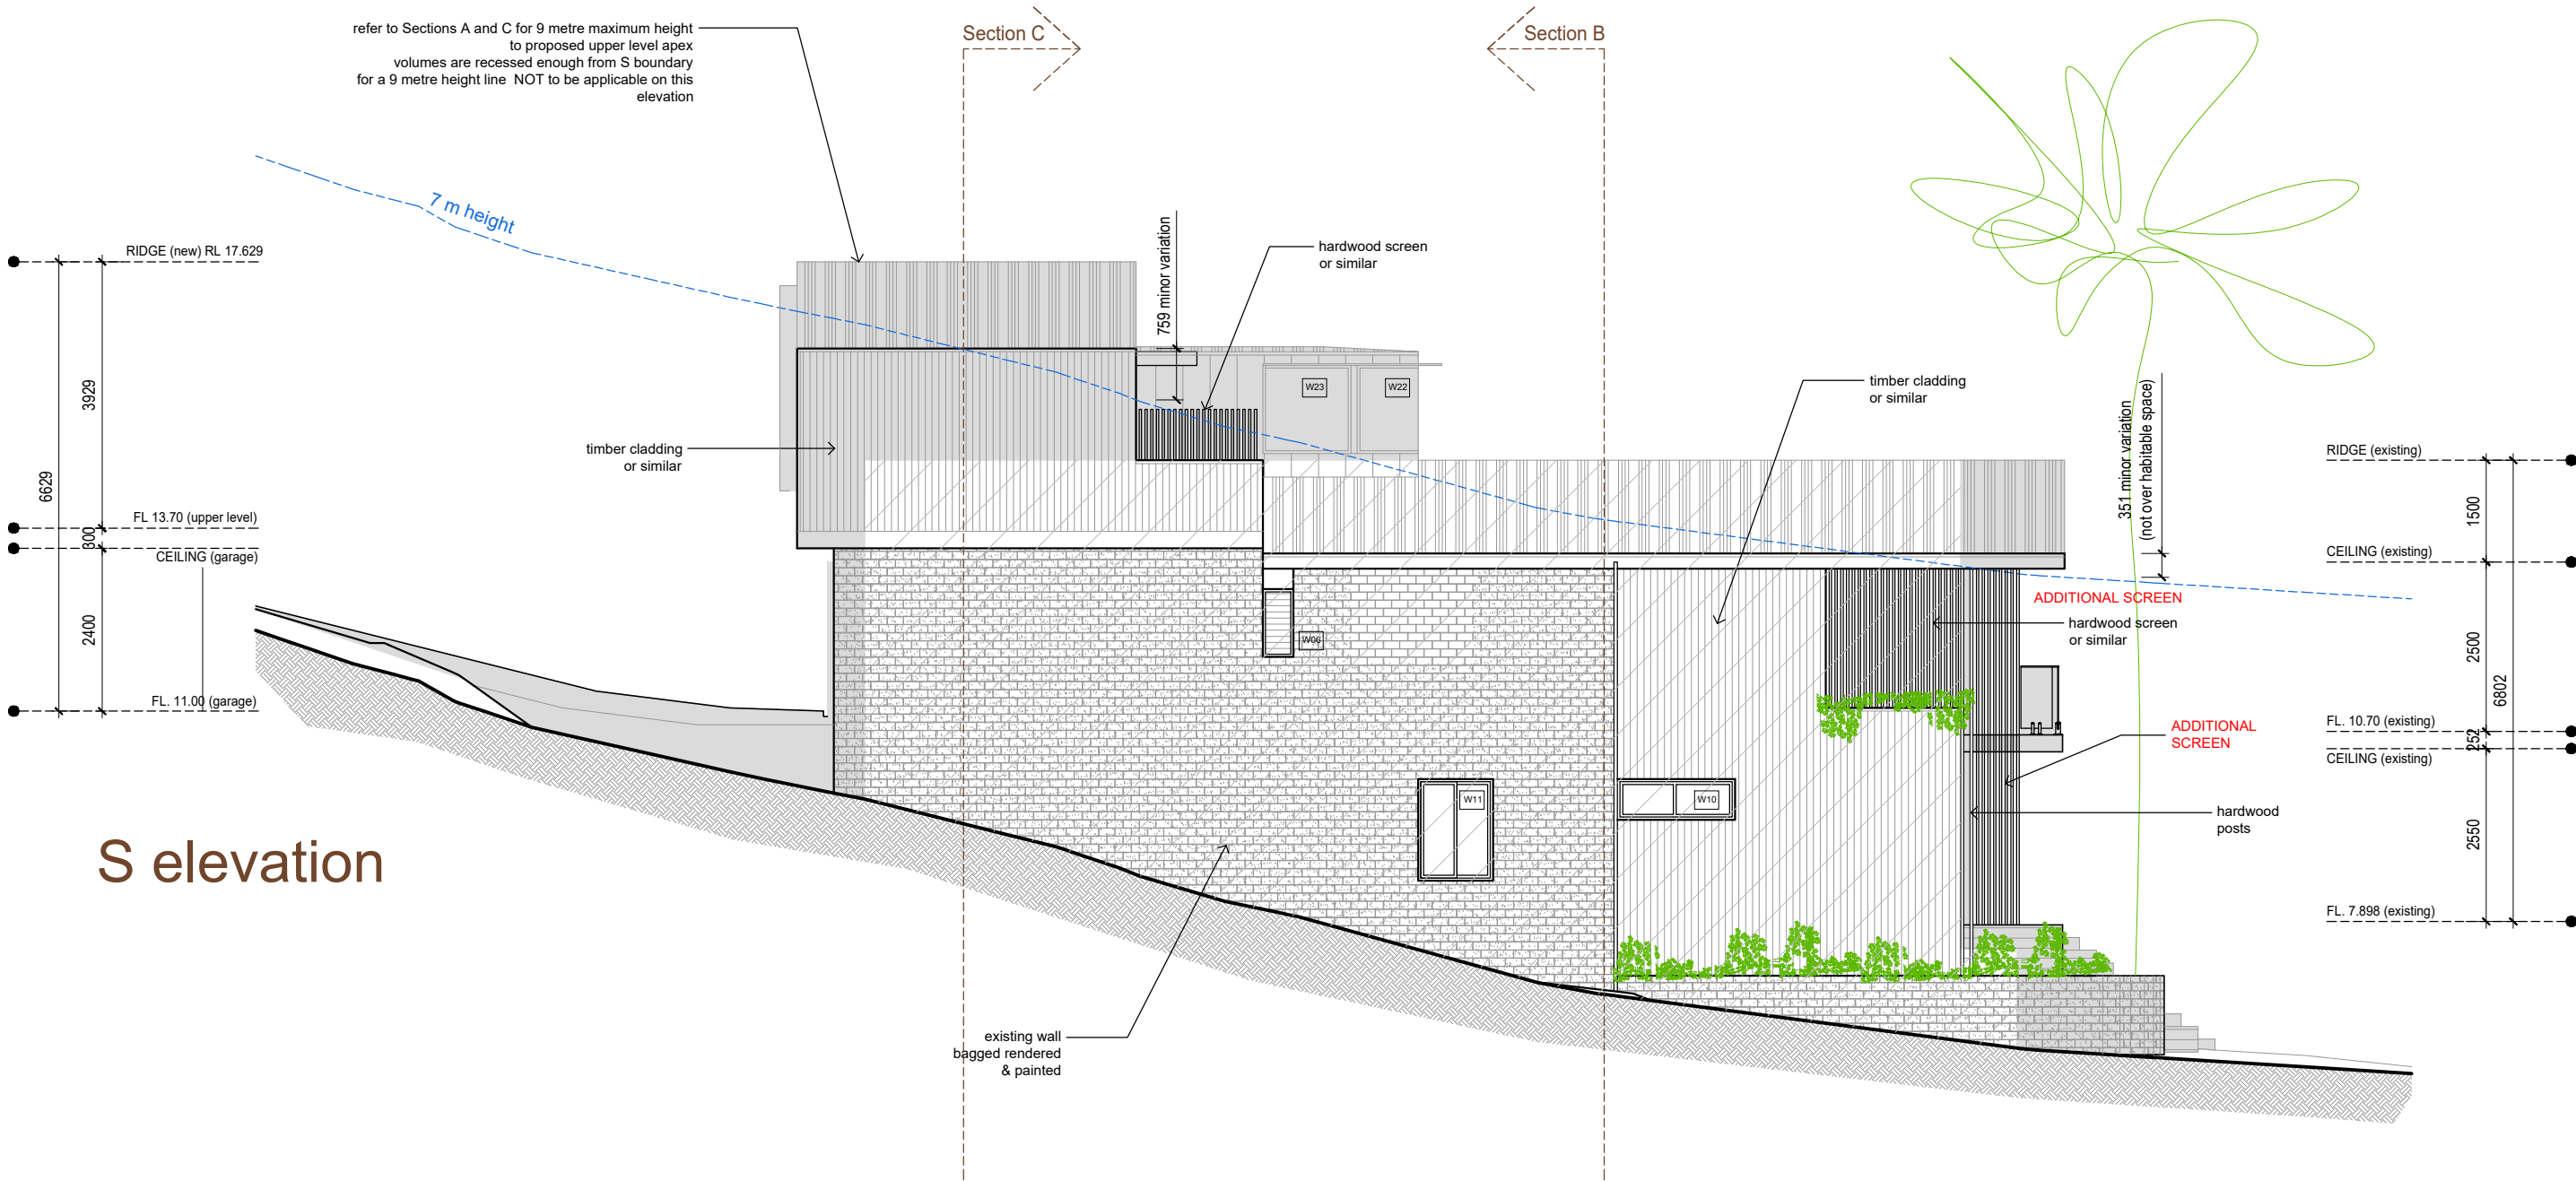 refer to Sections A and C for 9 metre maximum height
to proposed upper level apex
volumes are recessed enough from S boundary
for a 9 metre height line NOT to be applicable on this
elevation
Section C
Section B
7 m height
RIDGE (new) RL 17.629
759 minor variation
hardwood screen
or similar
W23
W22
timber cladding
or similar
351 minor variation
(not over habitable space)
3929
6629
timber cladding
or similar
RIDGE (existing)
1500
FL 13.70 (upper level)
300
CEILING (garage)
CEILING (existing)
2400
ADDITIONAL SCREEN
hardwood screen
or similar
W06
2500
6802
FL. 11.00 (garage)
ADDITIONAL
SCREEN
FL. 10.70 (existing)
252
CEILING (existing)
W11
W10
hardwood
posts
2550
S elevation
FL. 7.898 (existing)
existing wall
bagged rendered
& painted